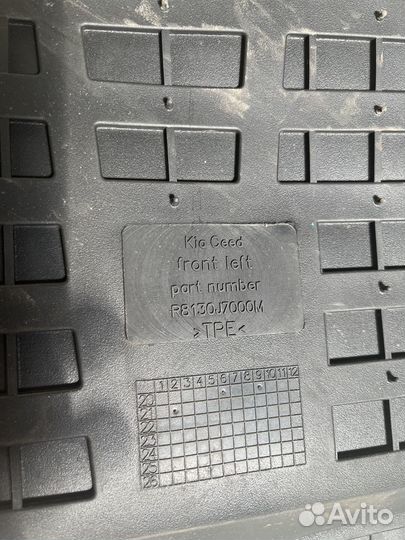 Kia Ceed
front left
part number
R8130J7000M
>TPE<
1 2 3 4 5 6 7 8 9 10 11 12
20
21
22
23
24
25
26
Avito